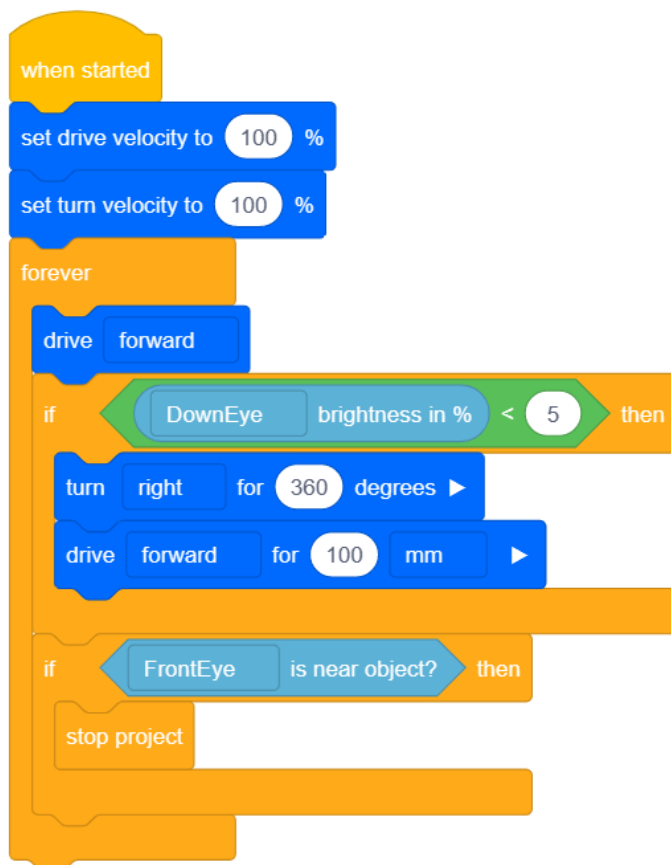 when started
set drive velocity to 100 %
set turn velocity to 100 %
forever
drive forward
if DownEye brightness in % < 5 then
turn right for 360 degrees
drive forward for 100 mm
if FrontEye is near object? then
stop project